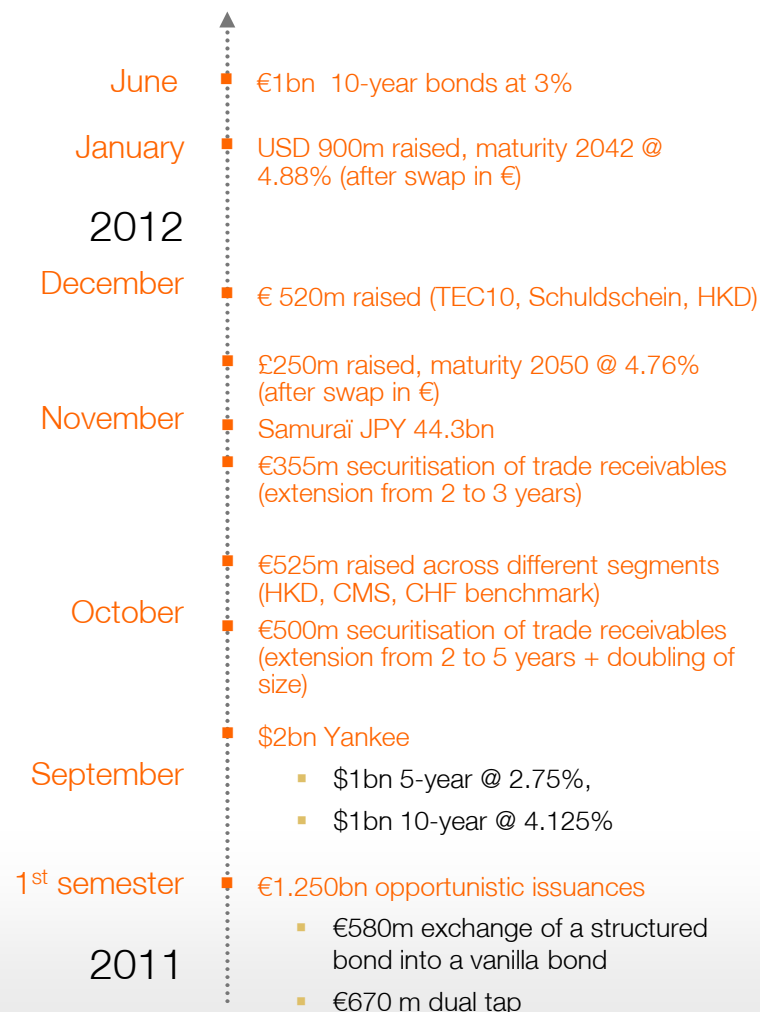 June
€1bn 10-year bonds at 3%
January
USD 900m raised, maturity 2042 @
4.88% (after swap in €)
2012
December
€ 520m raised (TEC10, Schuldschein, HKD)
£250m raised, maturity 2050 @ 4.76%
(after swap in €)
November
Samuraï JPY 44.3bn
€355m securitisation of trade receivables
(extension from 2 to 3 years)
€525m raised across different segments
(HKD, CMS, CHF benchmark)
October
€500m securitisation of trade receivables
(extension from 2 to 5 years + doubling of
size)
$2bn Yankee
September
$1bn 5-year @ 2.75%,
$1bn 10-year @ 4.125%
1st semester
€1.250bn opportunistic issuances
€580m exchange of a structured
bond into a vanilla bond
2011
€670 m dual tap